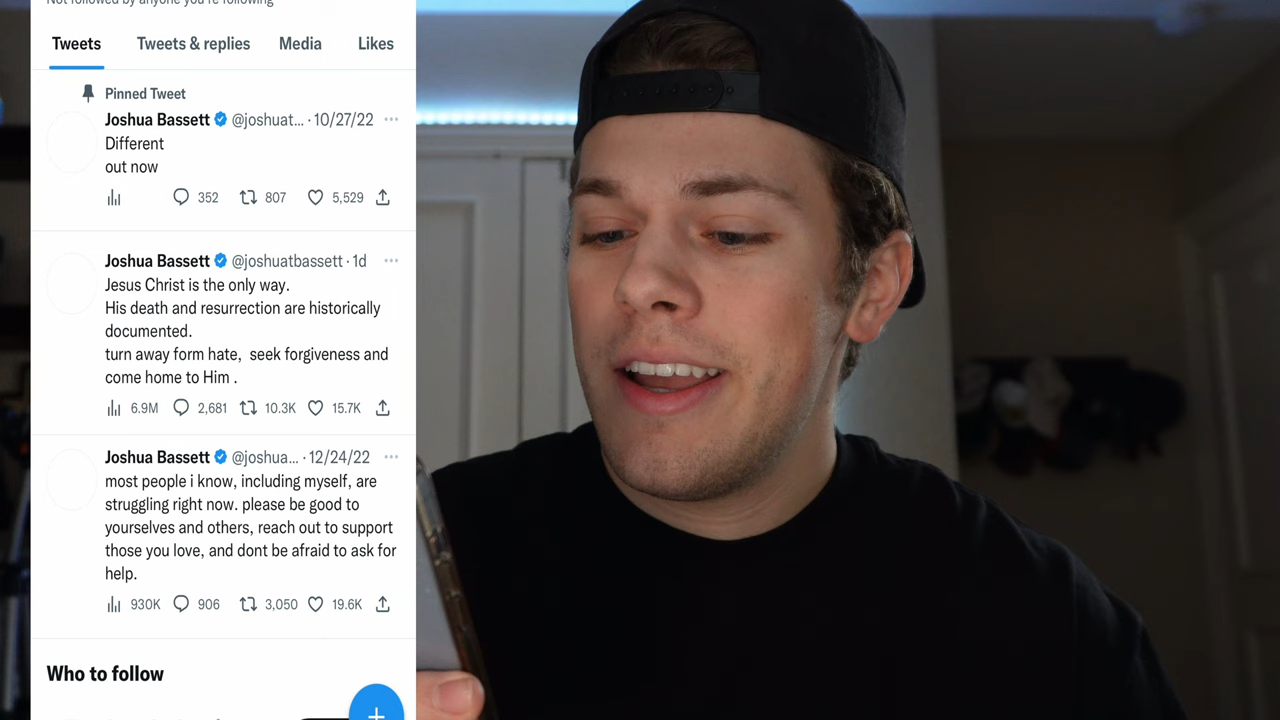 Not followed by anyone you're following
Tweets Tweets & replies Media Likes
Pinned Tweet
Joshua Bassett @joshuat... · 10/27/22 ...
Different
out now
352 807 5,529
Joshua Bassett @joshuatbassett · 1d ...
Jesus Christ is the only way.
His death and resurrection are historically
documented.
turn away form hate,  seek forgiveness and
come home to Him .
6.9M 2,681 10.3K 15.7K
Joshua Bassett @joshua... · 12/24/22 ...
most people i know, including myself, are
struggling right now. please be good to
yourselves and others, reach out to support
those you love, and dont be afraid to ask for
help.
930K 906 3,050 19.6K
Who to follow